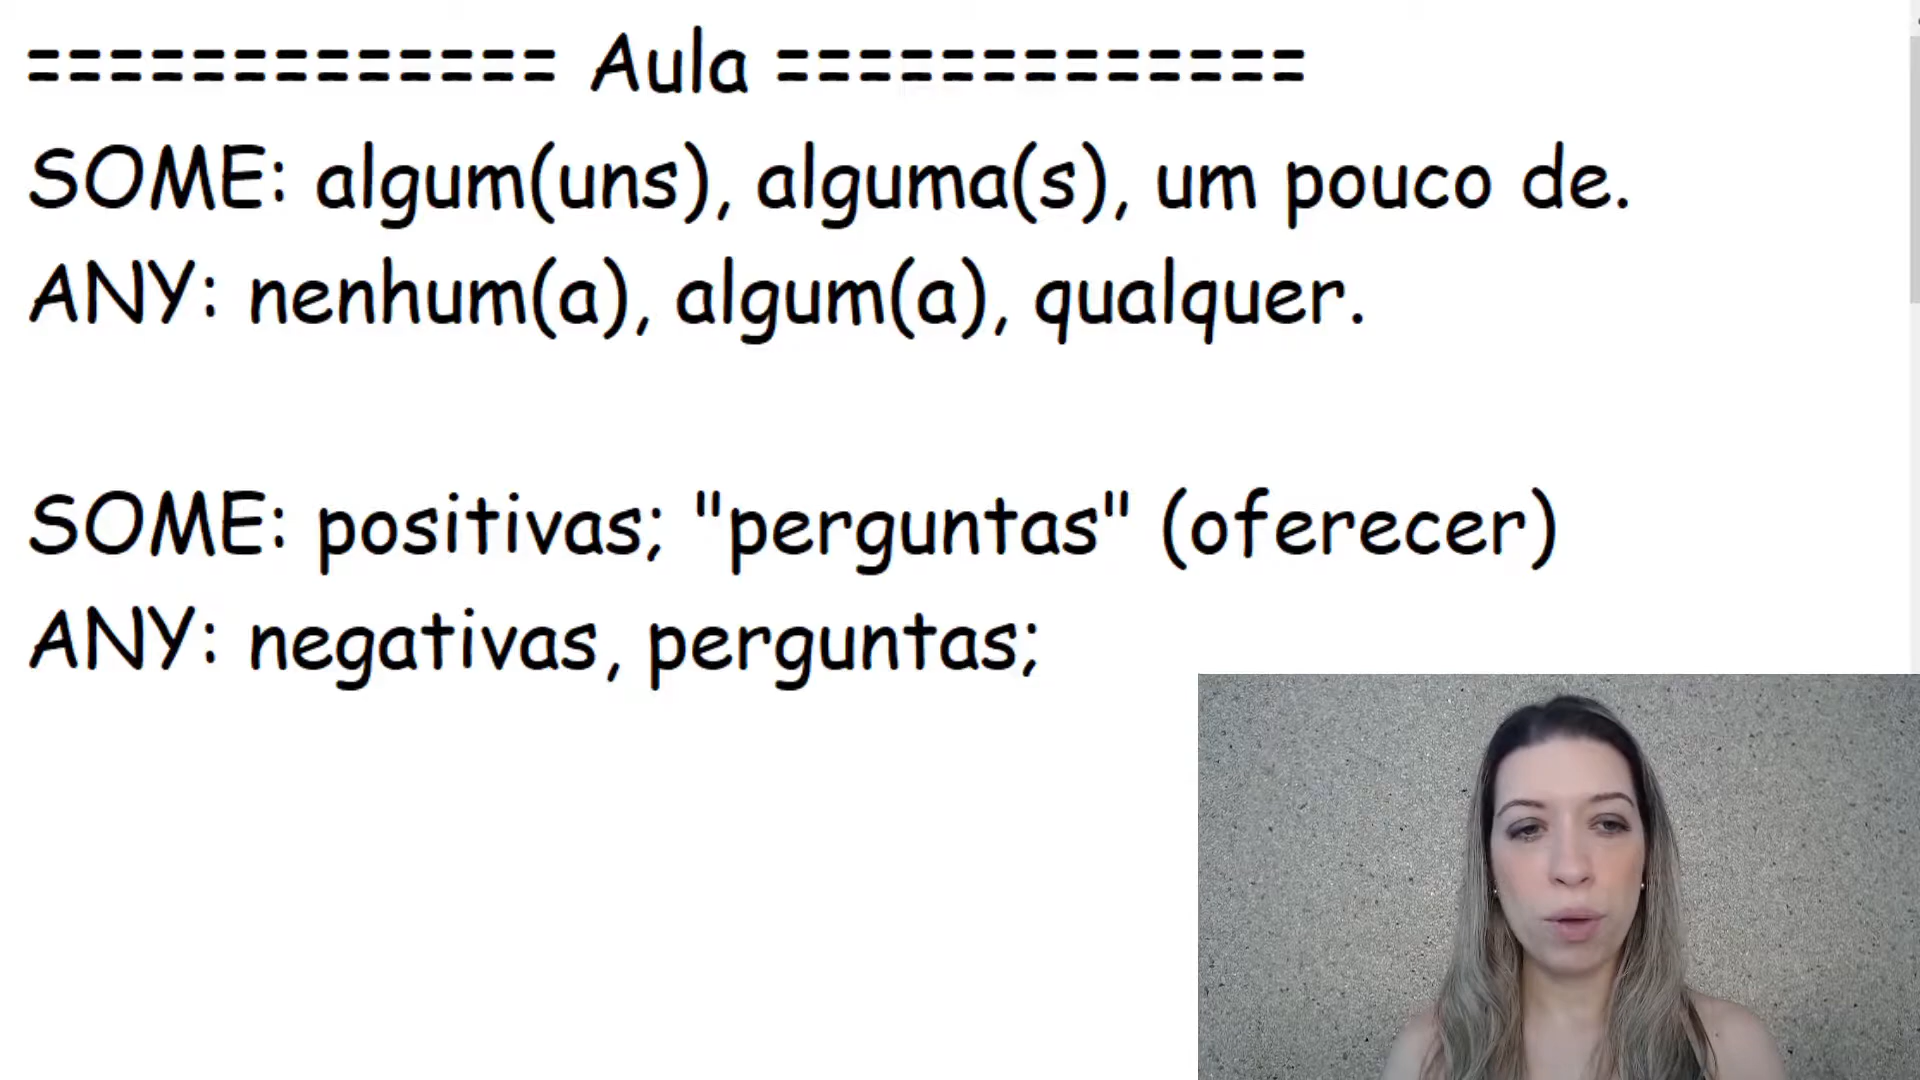 ============= Aula =============
SOME: algum(uns), alguma(s), um pouco de.
ANY: nenhum(a), algum(a), qualquer.
SOME: positivas; "perguntas" (oferecer)
ANY: negativas, perguntas;